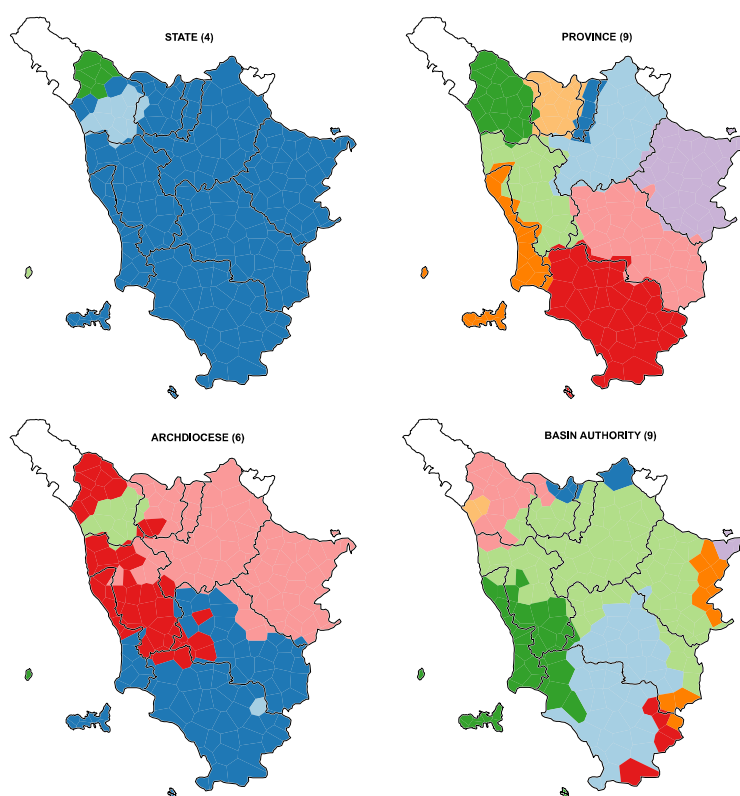 STATE (4)
PROVINCE (9)
ARCHDIOCESE (6)
BASIN AUTHORITY (9)